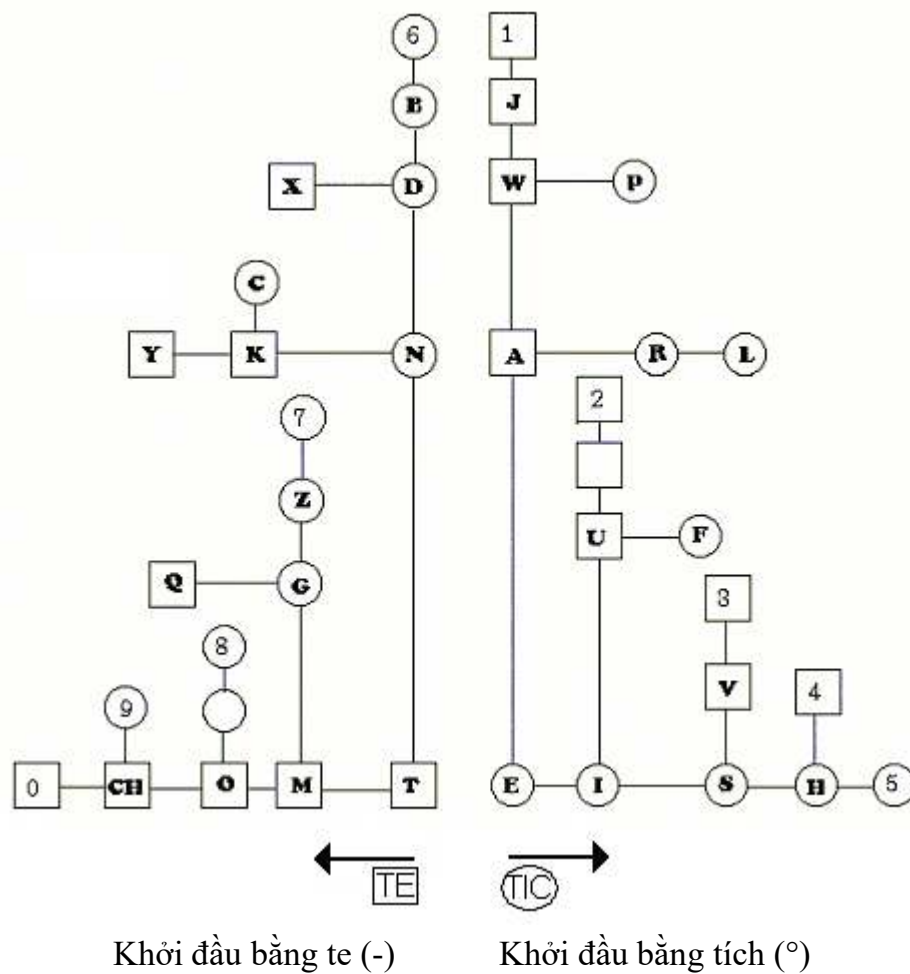 6 1
B J
X D W P
C
Y K N A R L
7 2
Z
U F
Q G 3
8
9 V 4
0 CH O M T E I S H 5
TE TIC
Khởi đầu bằng te (-) Khởi đầu bằng tích (°)